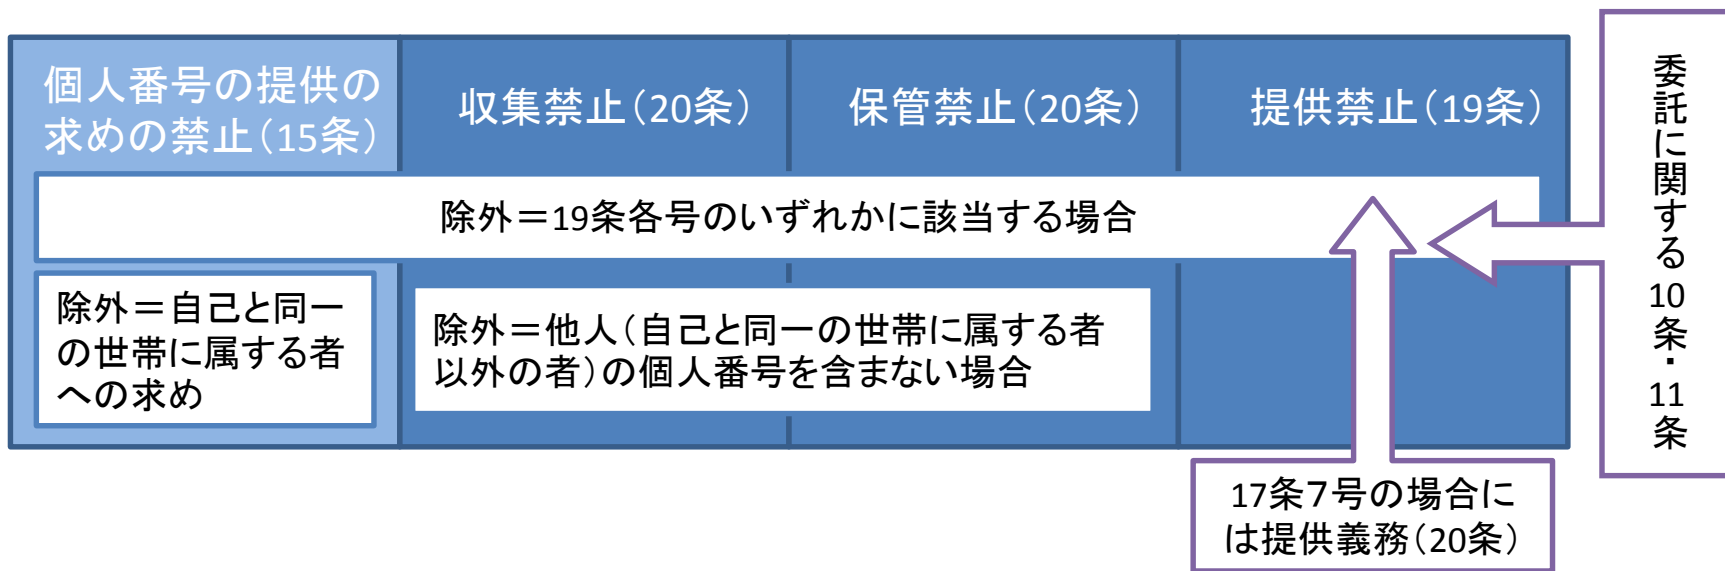 個人番号の提供の
求めの禁止(15条)
収集禁止(20条)
保管禁止(20条)
提供禁止(19条)
除外＝19条各号のいずれかに該当する場合
除外＝自己と同一
の世帯に属する者
への求め
除外＝他人(自己と同一の世帯に属する者
以外の者)の個人番号を含まない場合
17条７号の場合に
は提供義務(20条)
委託に関する10条・11条